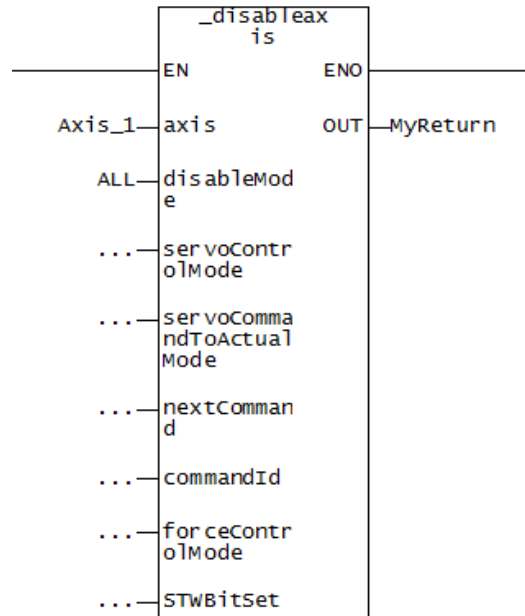 _disableax
is
EN ENO
Axis_1 axis OUT MyReturn
ALL disableMod
e
... servoContr
olMode
... servoComma
ndToActual
Mode
... nextComman
d
... commandId
... forceContr
olMode
... STWBitSet